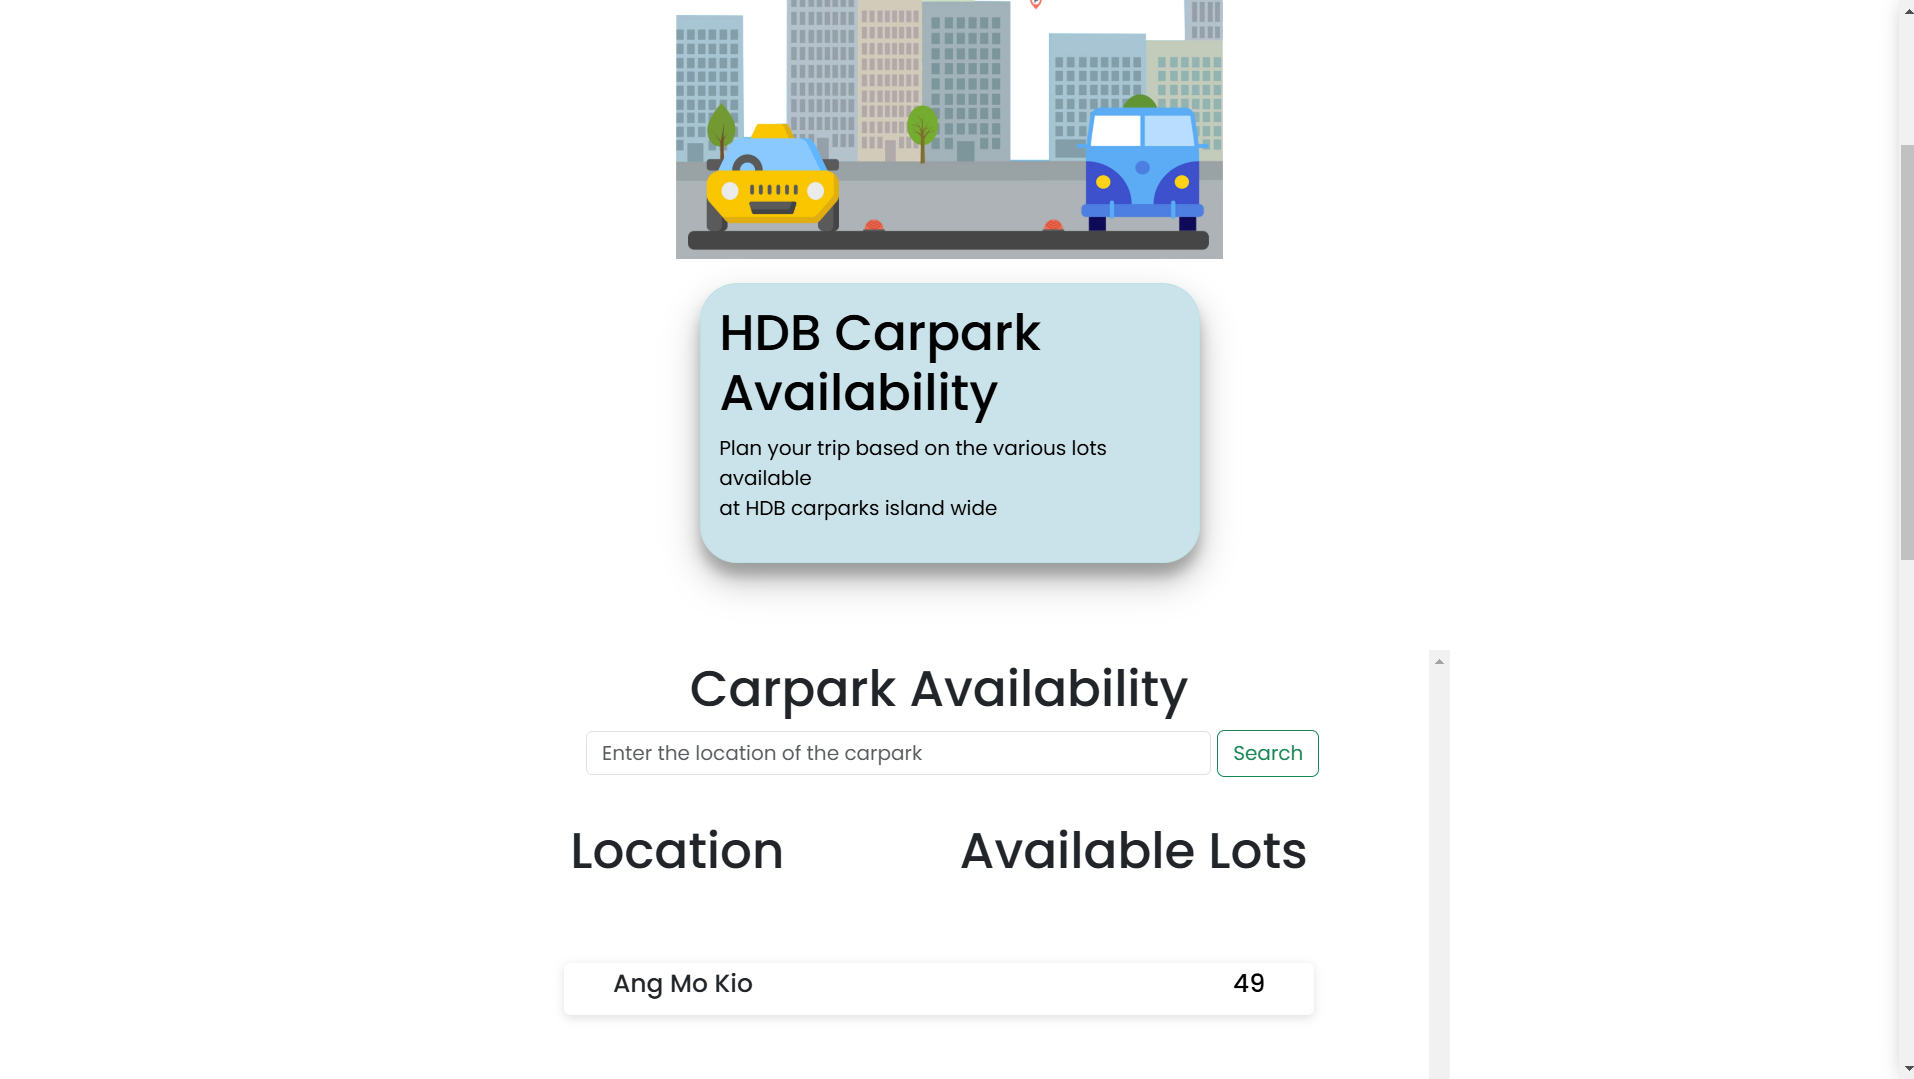 HDB Carpark
Availability
Plan your trip based on the various lots
available
at HDB carparks island wide
Carpark Availability
Enter the location of the carpark
Search
Location
Available Lots
Ang Mo Kio
49